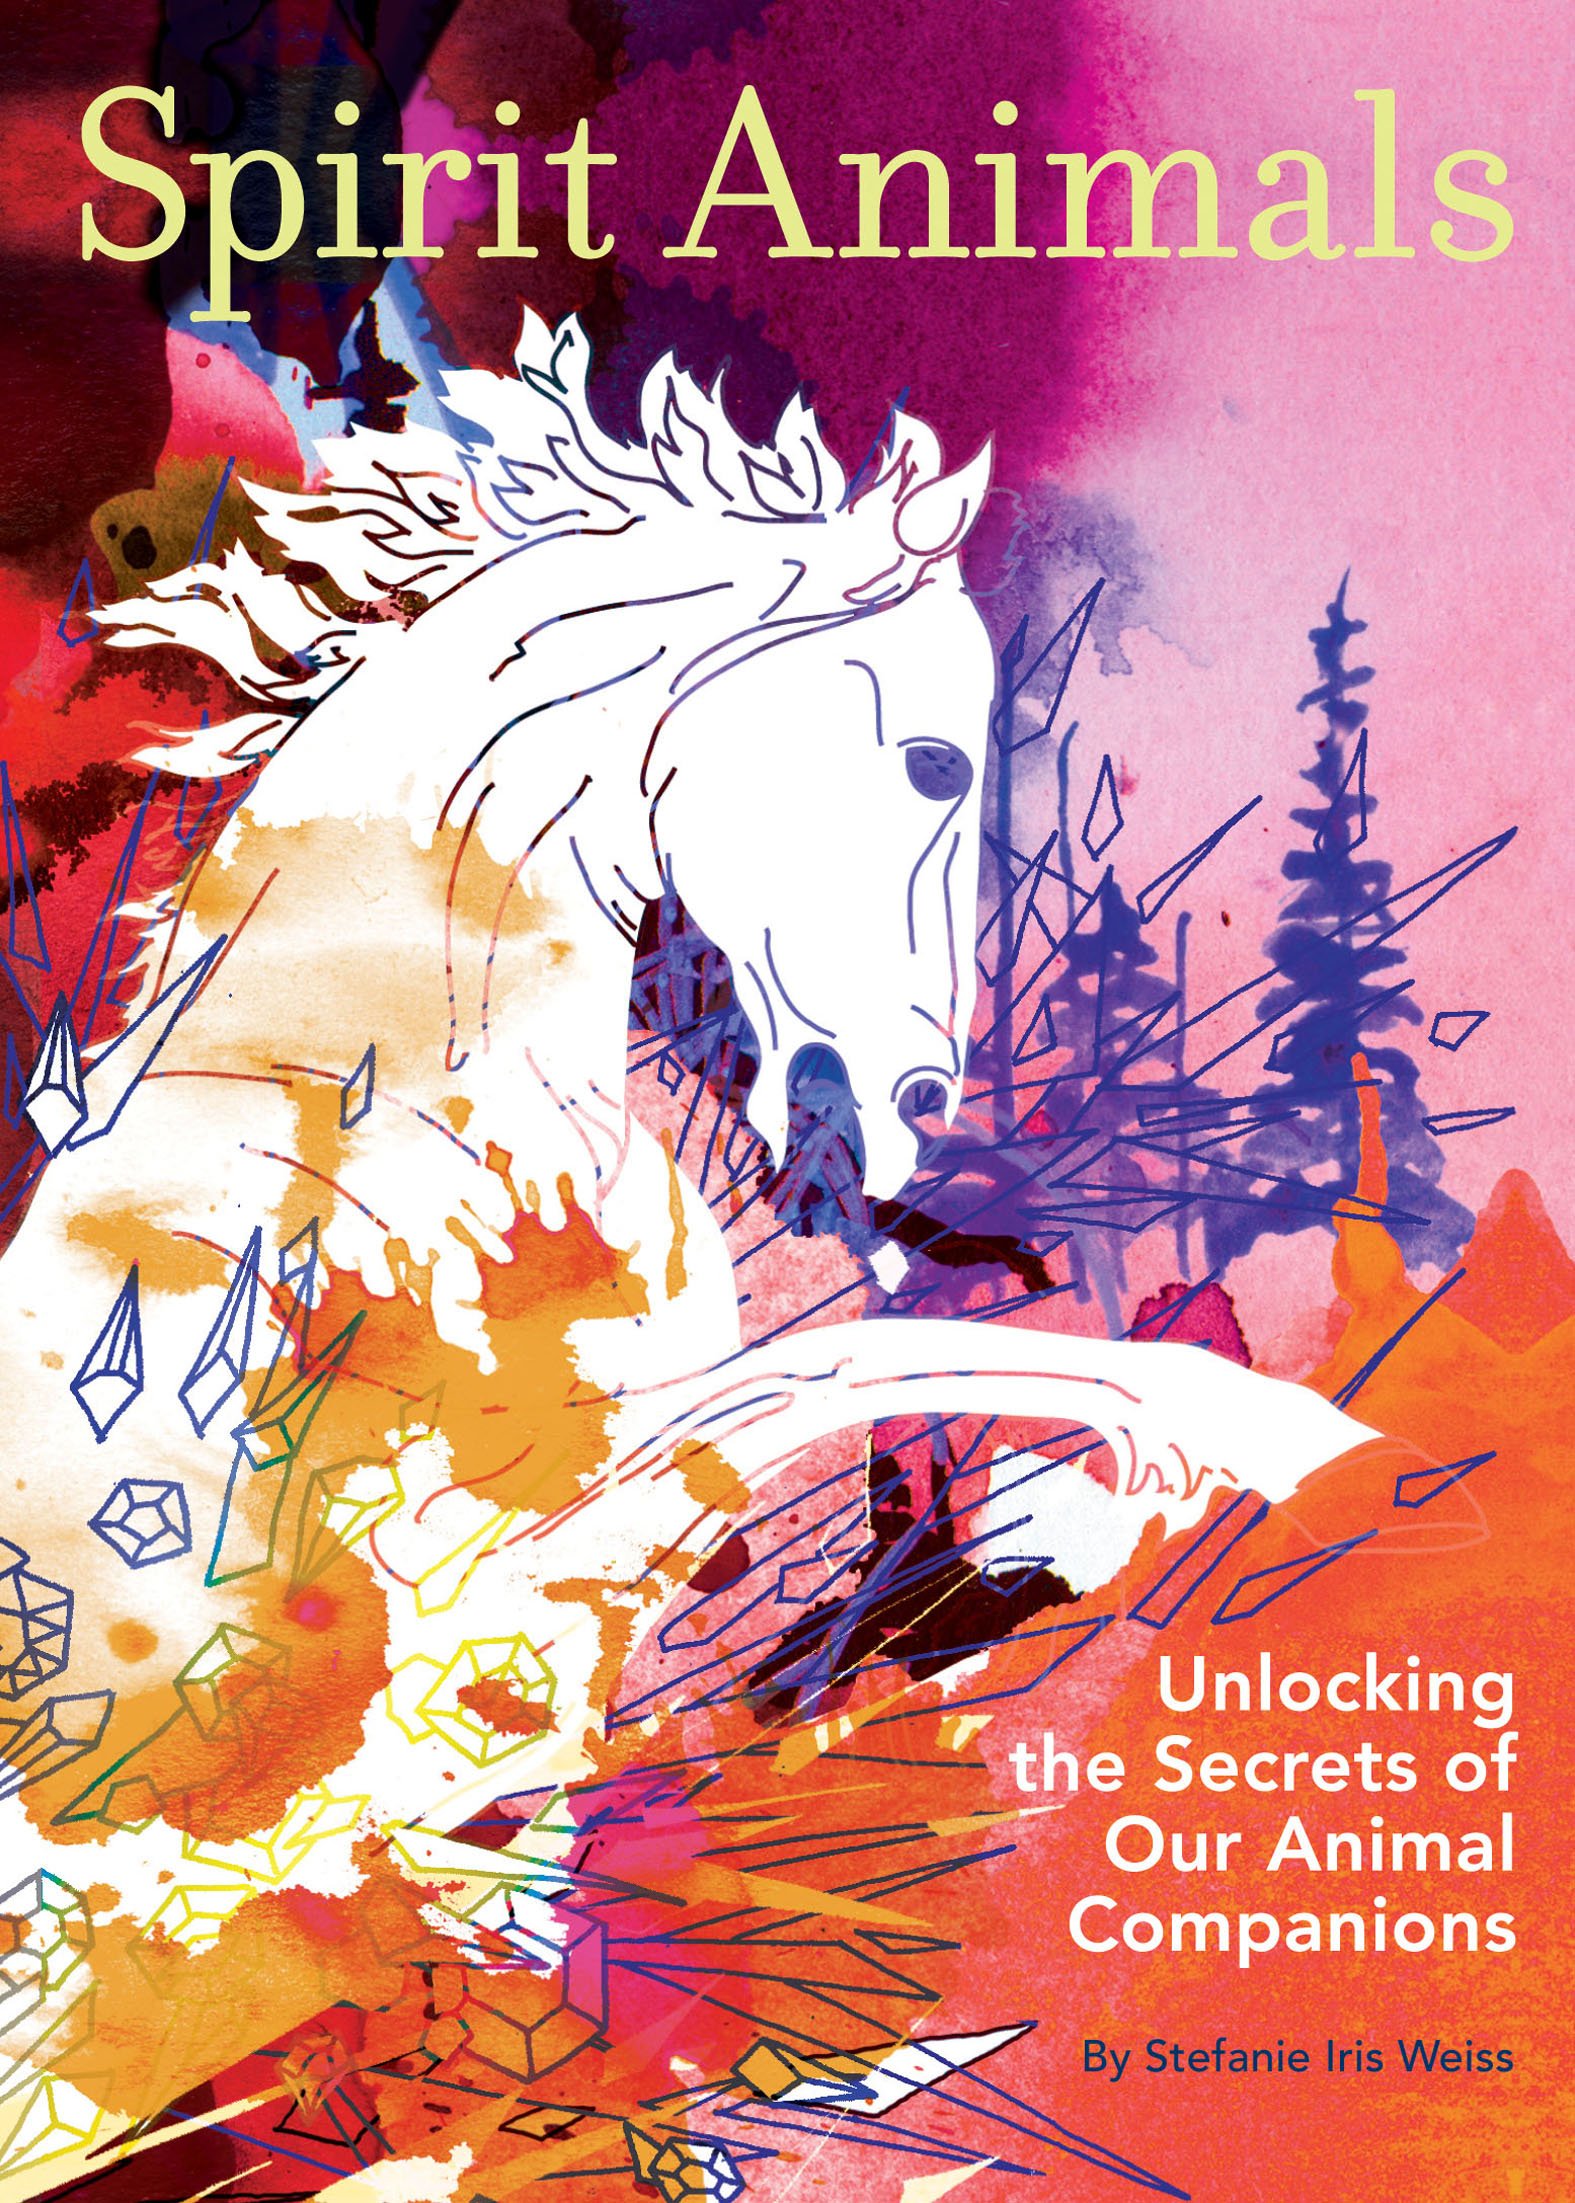 Spirit Animals
Unlocking
the Secrets of
Our Animal
Companions
By Stefanie Iris Weiss